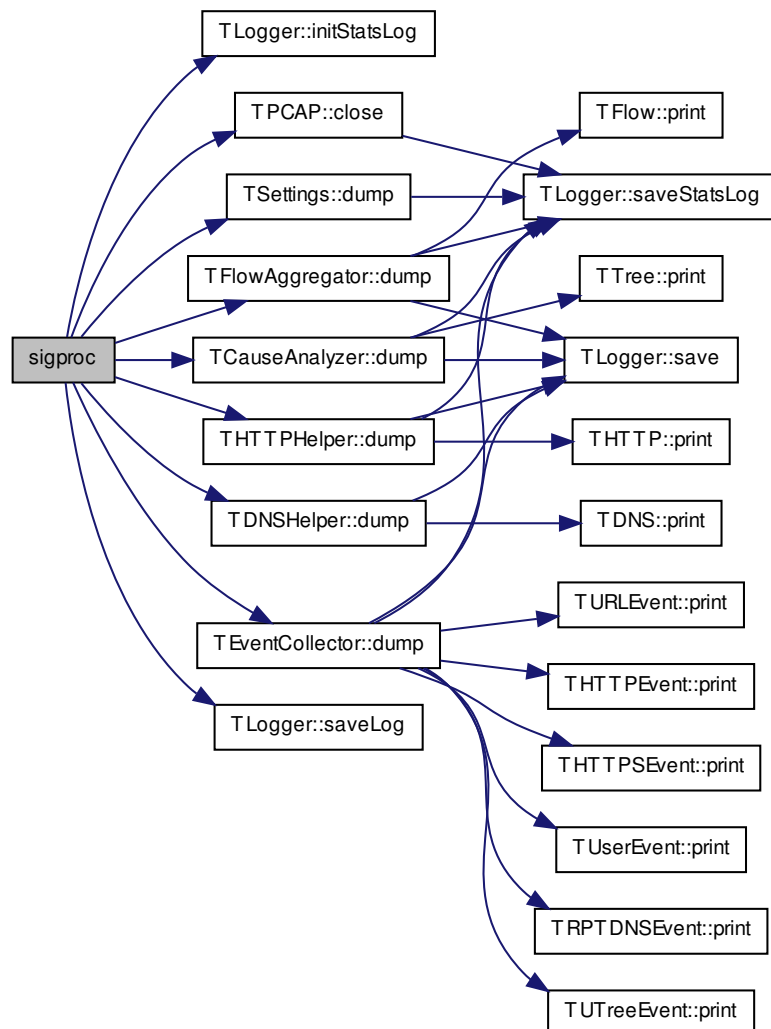 TLogger::initStatsLog
TPCAP::close
TFlow::print
TSettings::dump
TLogger::saveStatsLog
TFlowAggregator::dump
TTree::print
sigproc
TCauseAnalyzer::dump
TLogger::save
THTTPHelper::dump
THTTP::print
TDNSHelper::dump
TDNS::print
TURLEvent::print
TEventCollector::dump
THTTPEvent::print
TLogger::saveLog
THTTPSEvent::print
TUserEvent::print
TRPTDNSEvent::print
TUTreeEvent::print